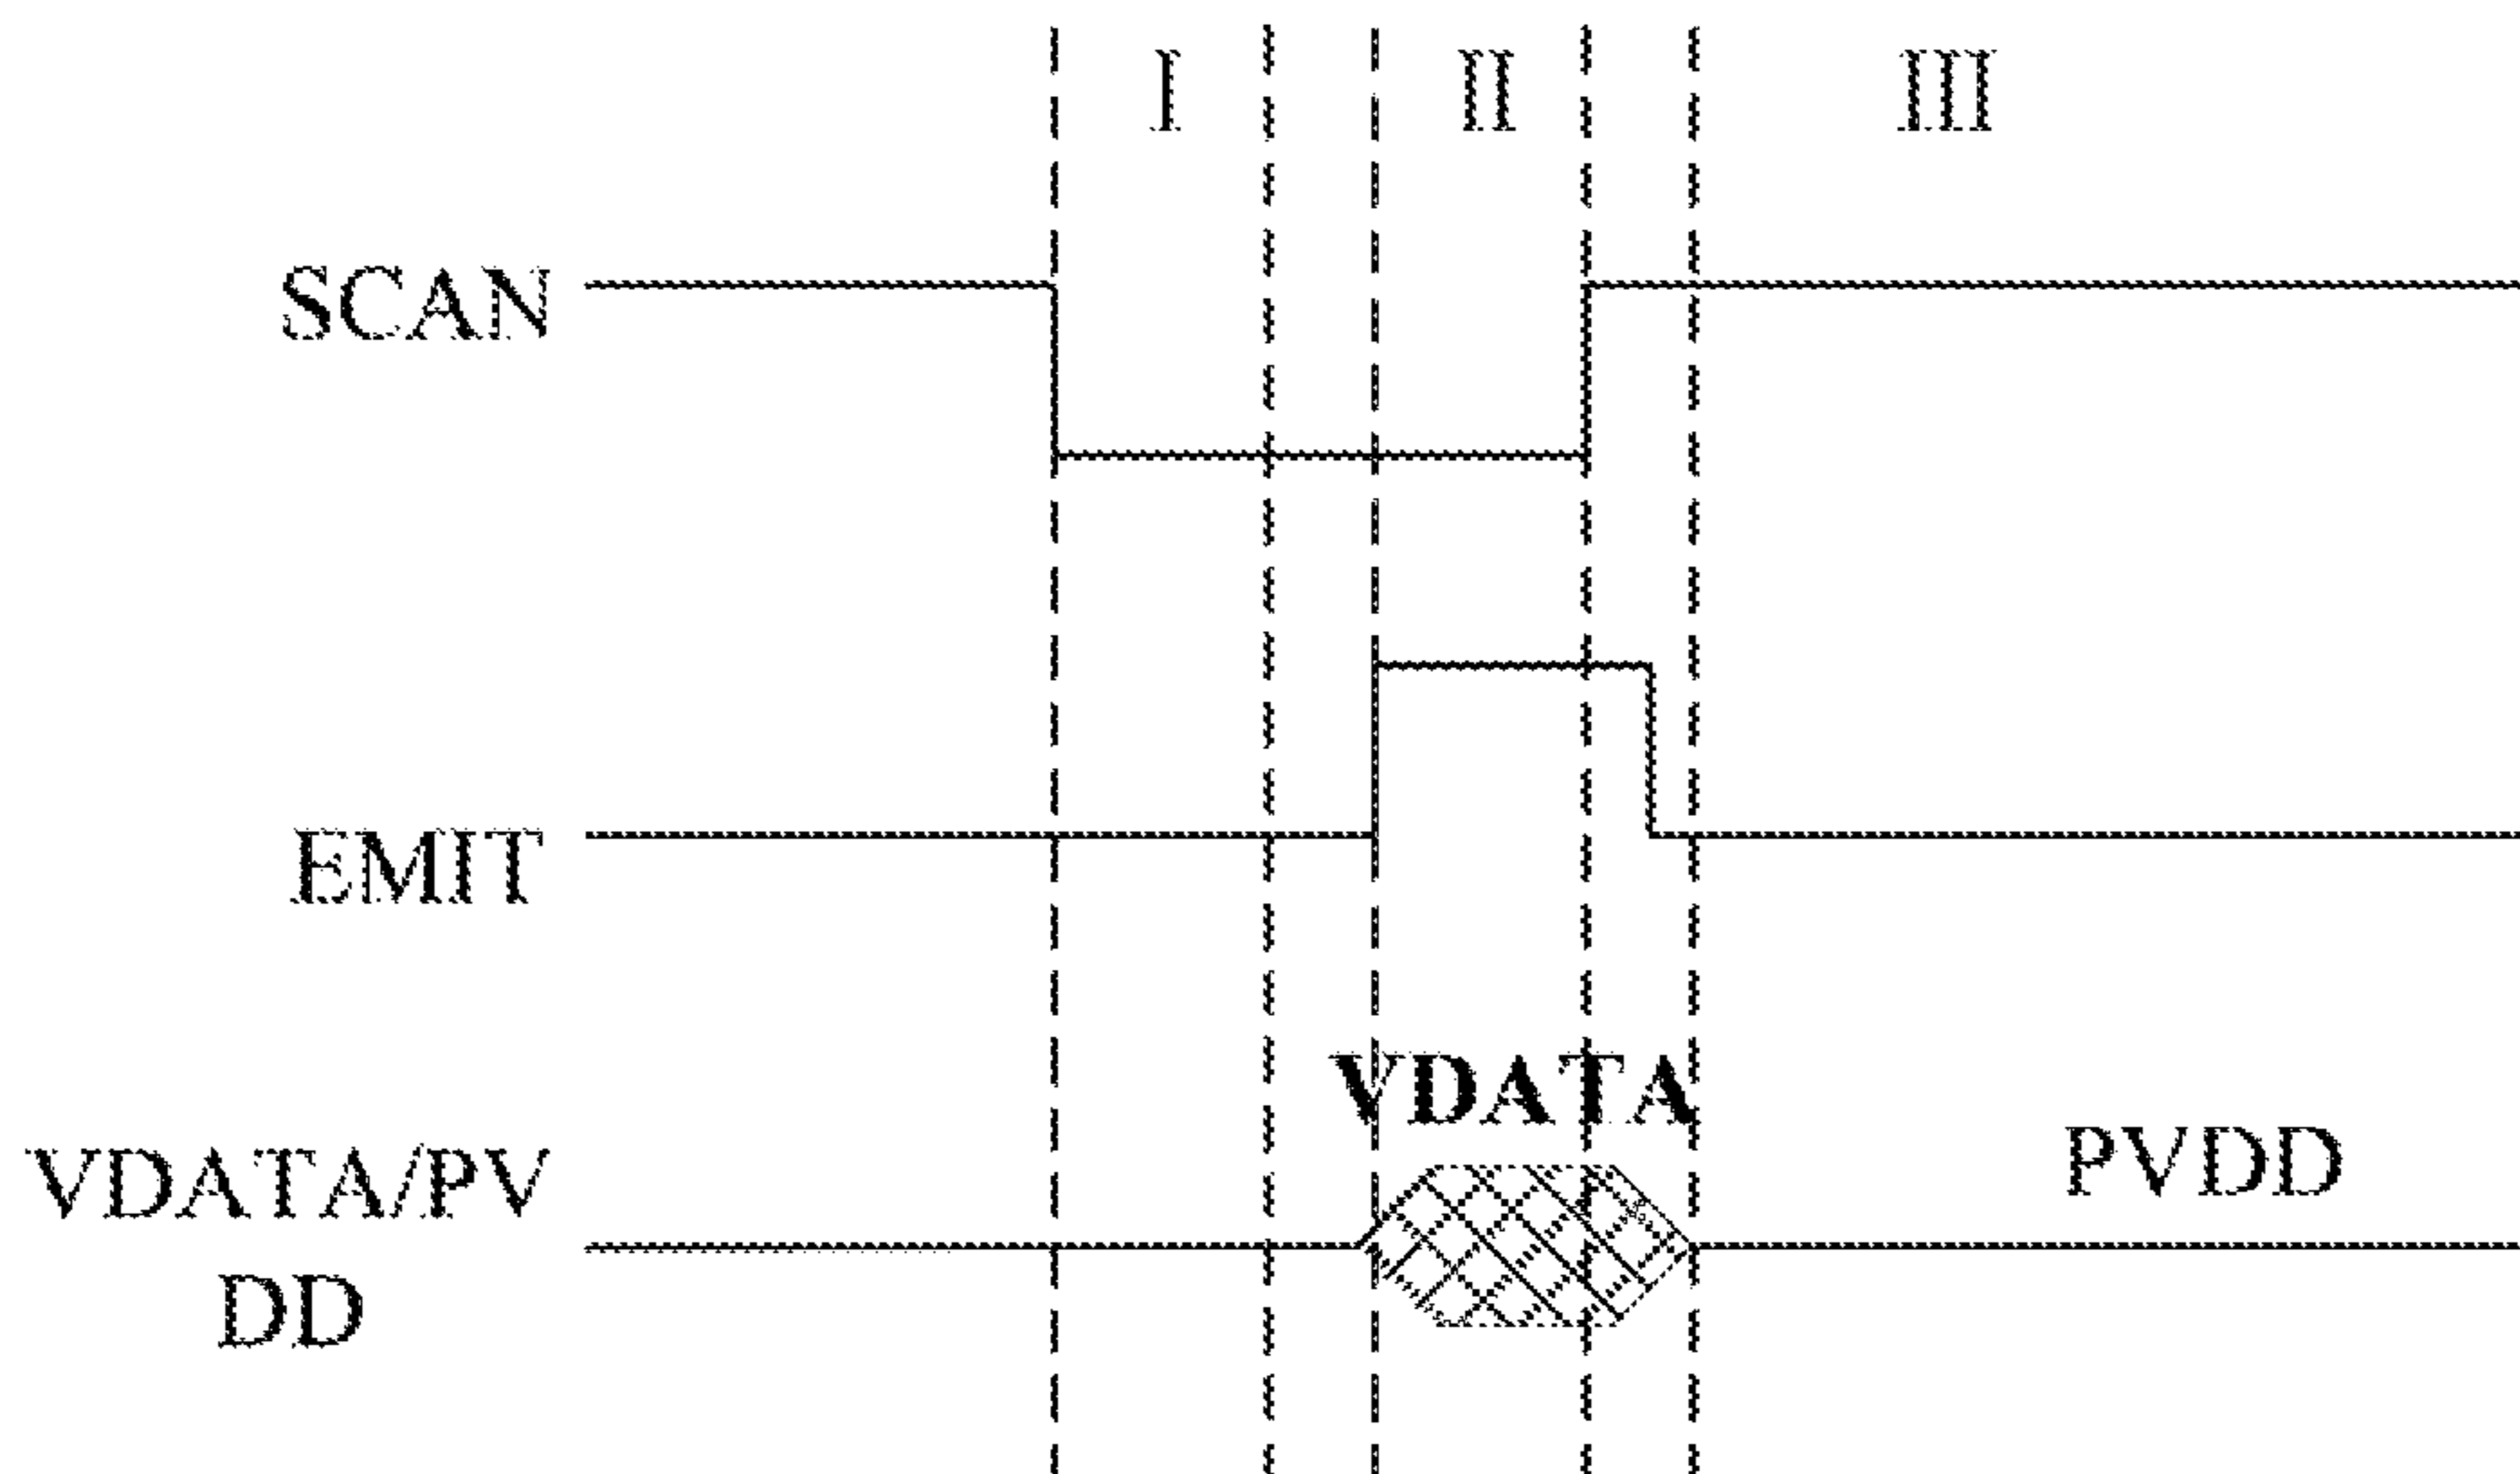 I II III
SCAN
EMIT
VDATA
VDATA/PV
DD
PVDD